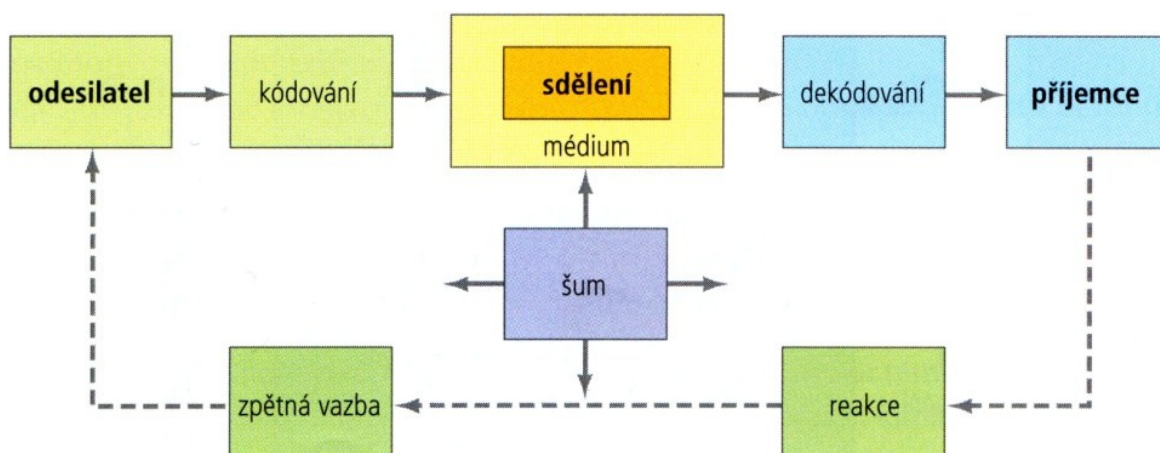 odesilatel
kódování
sdělení
médium
dekódování
příjemce
šum
zpětná vazba
reakce